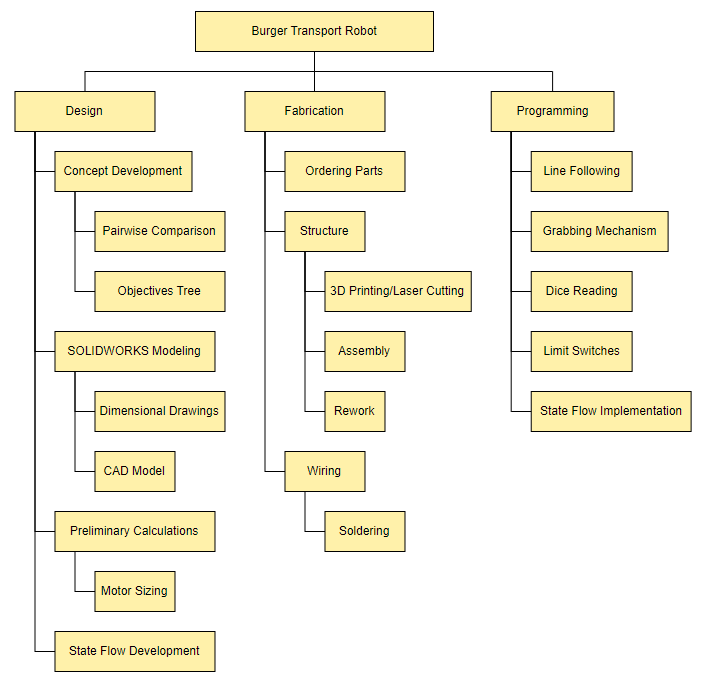 Burger Transport Robot
Design
Concept Development
Pairwise Comparison
Objectives Tree
SOLIDWORKS Modeling
Dimensional Drawings
CAD Model
Preliminary Calculations
Motor Sizing
State Flow Development
Fabrication
Ordering Parts
Structure
3D Printing/Laser Cutting
Assembly
Rework
Wiring
Soldering
Programming
Line Following
Grabbing Mechanism
Dice Reading
Limit Switches
State Flow Implementation